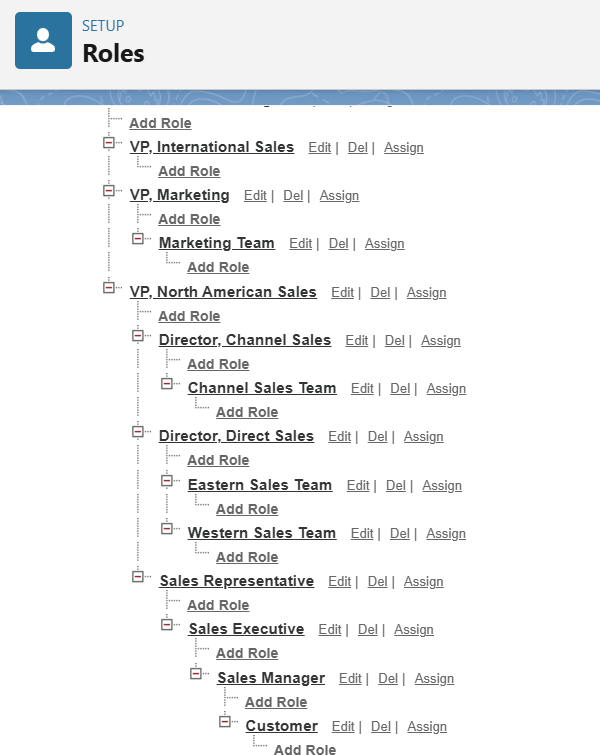 SETUP
Roles
Add Role
VP, International Sales Edit | Del | Assign
Add Role
VP, Marketing Edit | Del | Assign
Add Role
Marketing Team Edit | Del | Assign
Add Role
VP, North American Sales Edit | Del | Assign
Add Role
Director, Channel Sales Edit | Del | Assign
Add Role
Channel Sales Team Edit | Del | Assign
Add Role
Director, Direct Sales Edit | Del | Assign
Add Role
Eastern Sales Team Edit | Del | Assign
Add Role
Western Sales Team Edit | Del | Assign
Add Role
Sales Representative Edit | Del | Assign
Add Role
Sales Executive Edit | Del | Assign
Add Role
Sales Manager Edit | Del | Assign
Add Role
Customer Edit | Del | Assign
Add Role